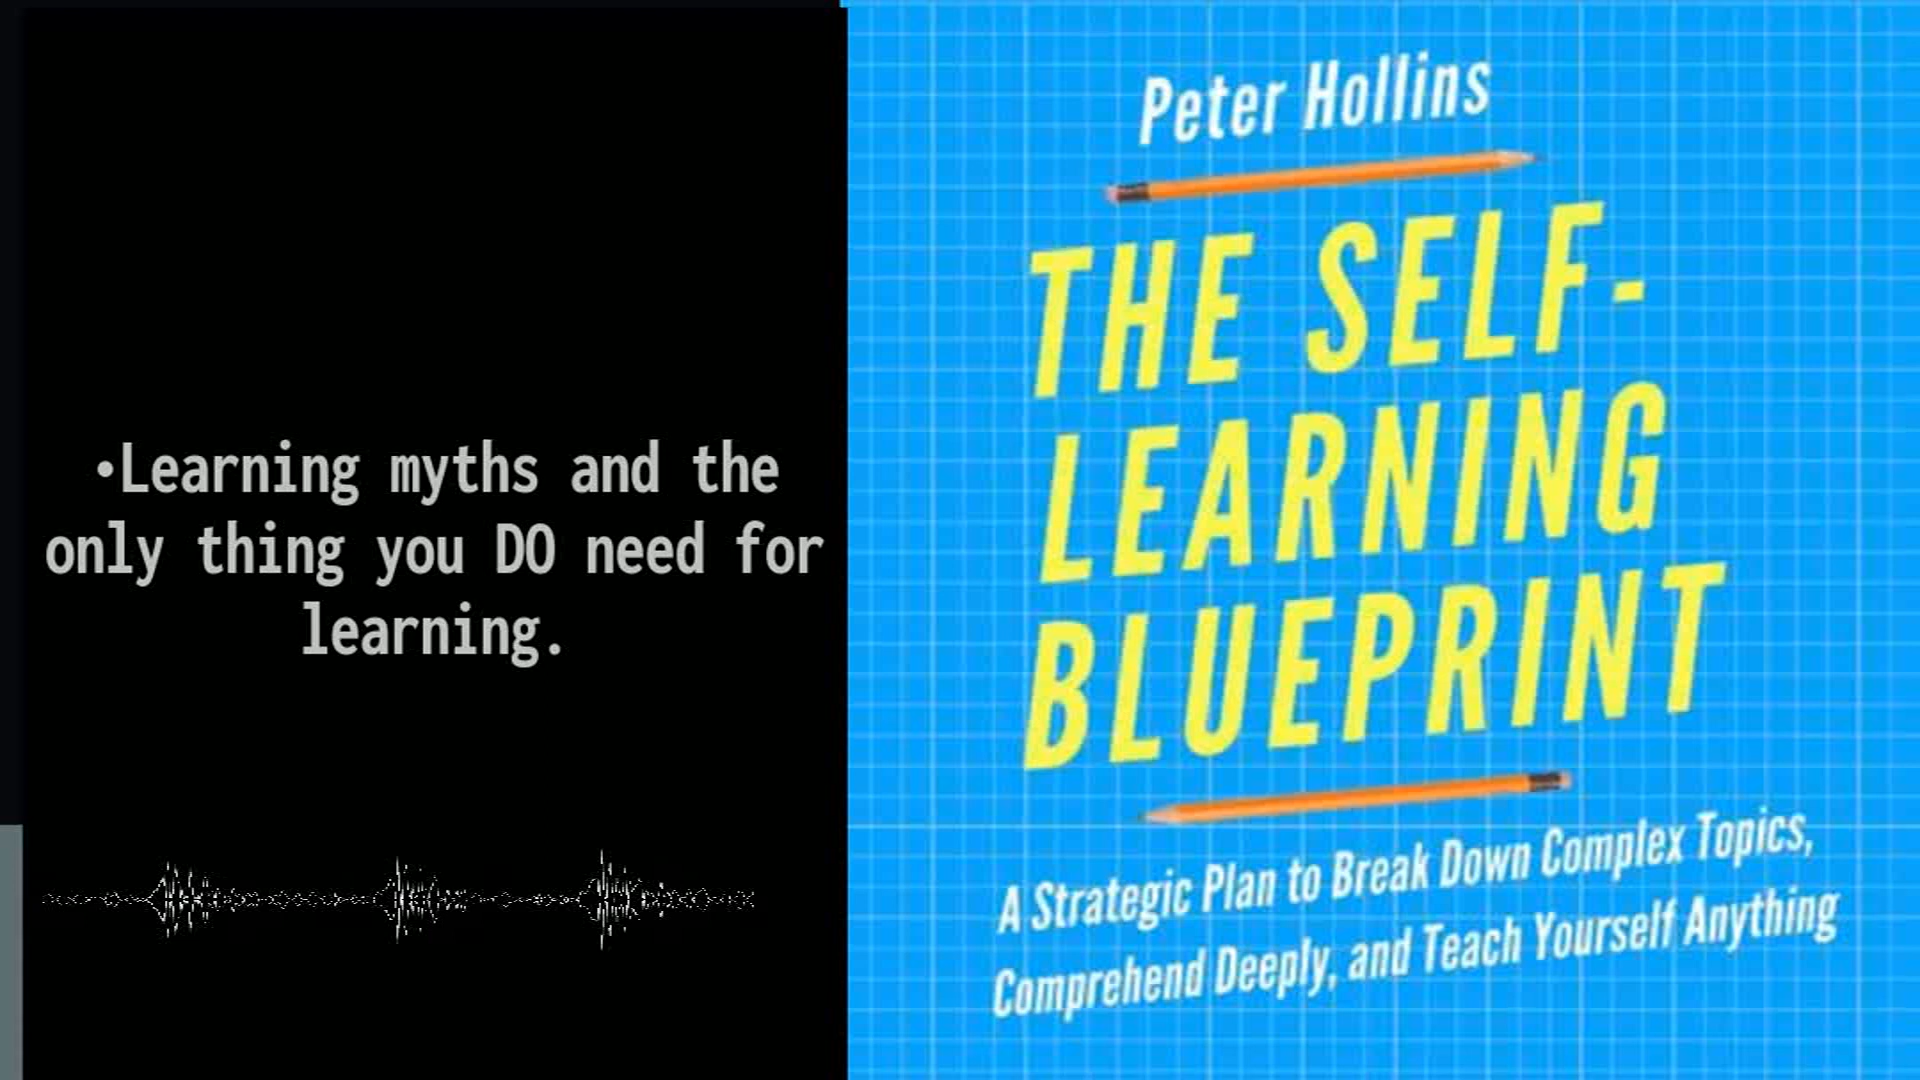 •Learning myths and the
only thing you DO need for
learning.
Peter Hollins
THE SELF-
LEARNING
BLUEPRINT
A Strategic Plan to Break Down Complex Topics,
Comprehend Deeply, and Teach Yourself Anything